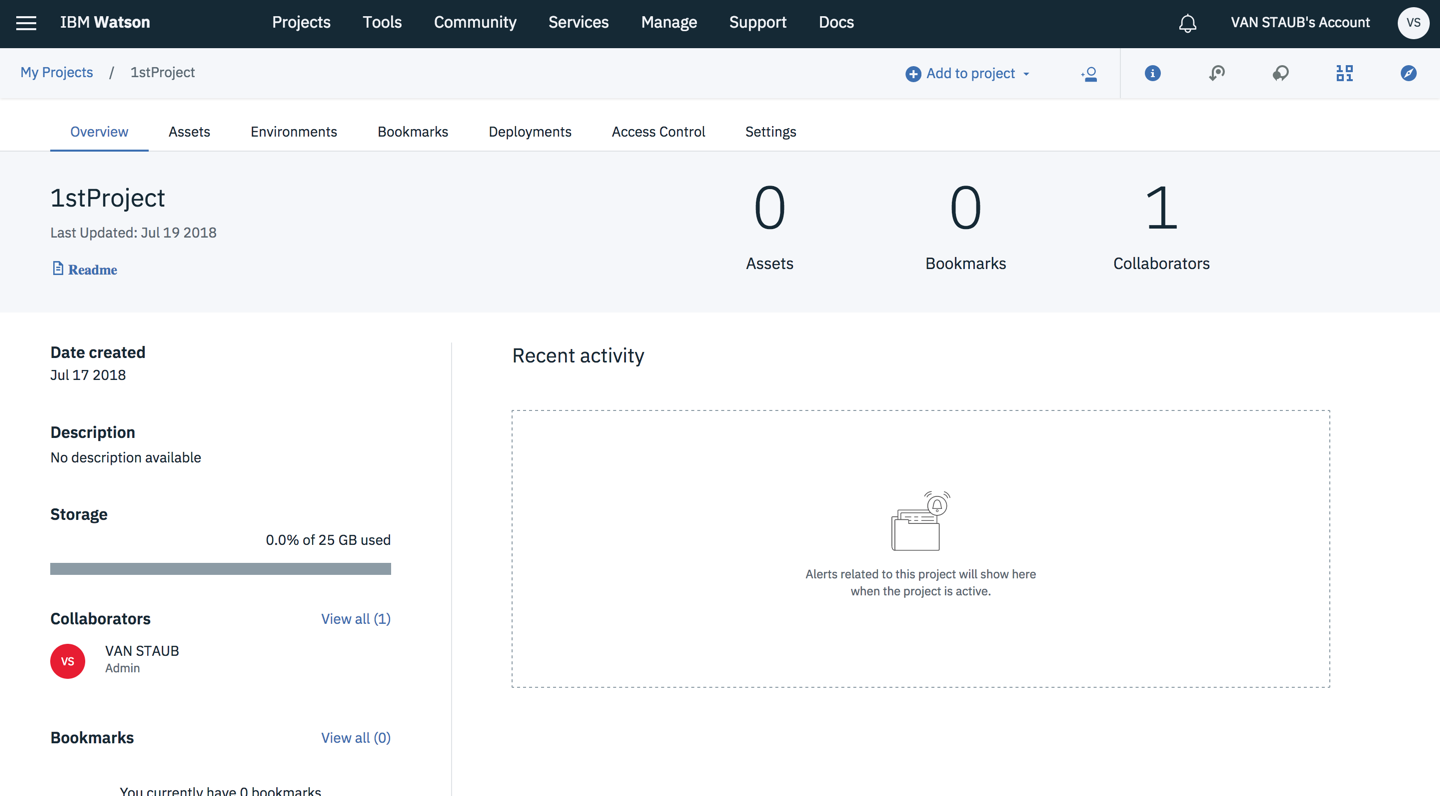 IBM Watson Projects Tools Community Services Manage Support Docs VAN STAUB's Account VS
My Projects / 1stProject Add to project
Overview Assets Environments Bookmarks Deployments Access Control Settings
1stProject
Last Updated: Jul 19 2018
Readme
0 0 1
Assets Bookmarks Collaborators
Date created
Jul 17 2018
Description
No description available
Storage
0.0% of 25 GB used
Collaborators View all (1)
VS
VAN STAUB
Admin
Bookmarks View all (0)
You currently have 0 bookmarks
Recent activity
Alerts related to this project will show here
when the project is active.